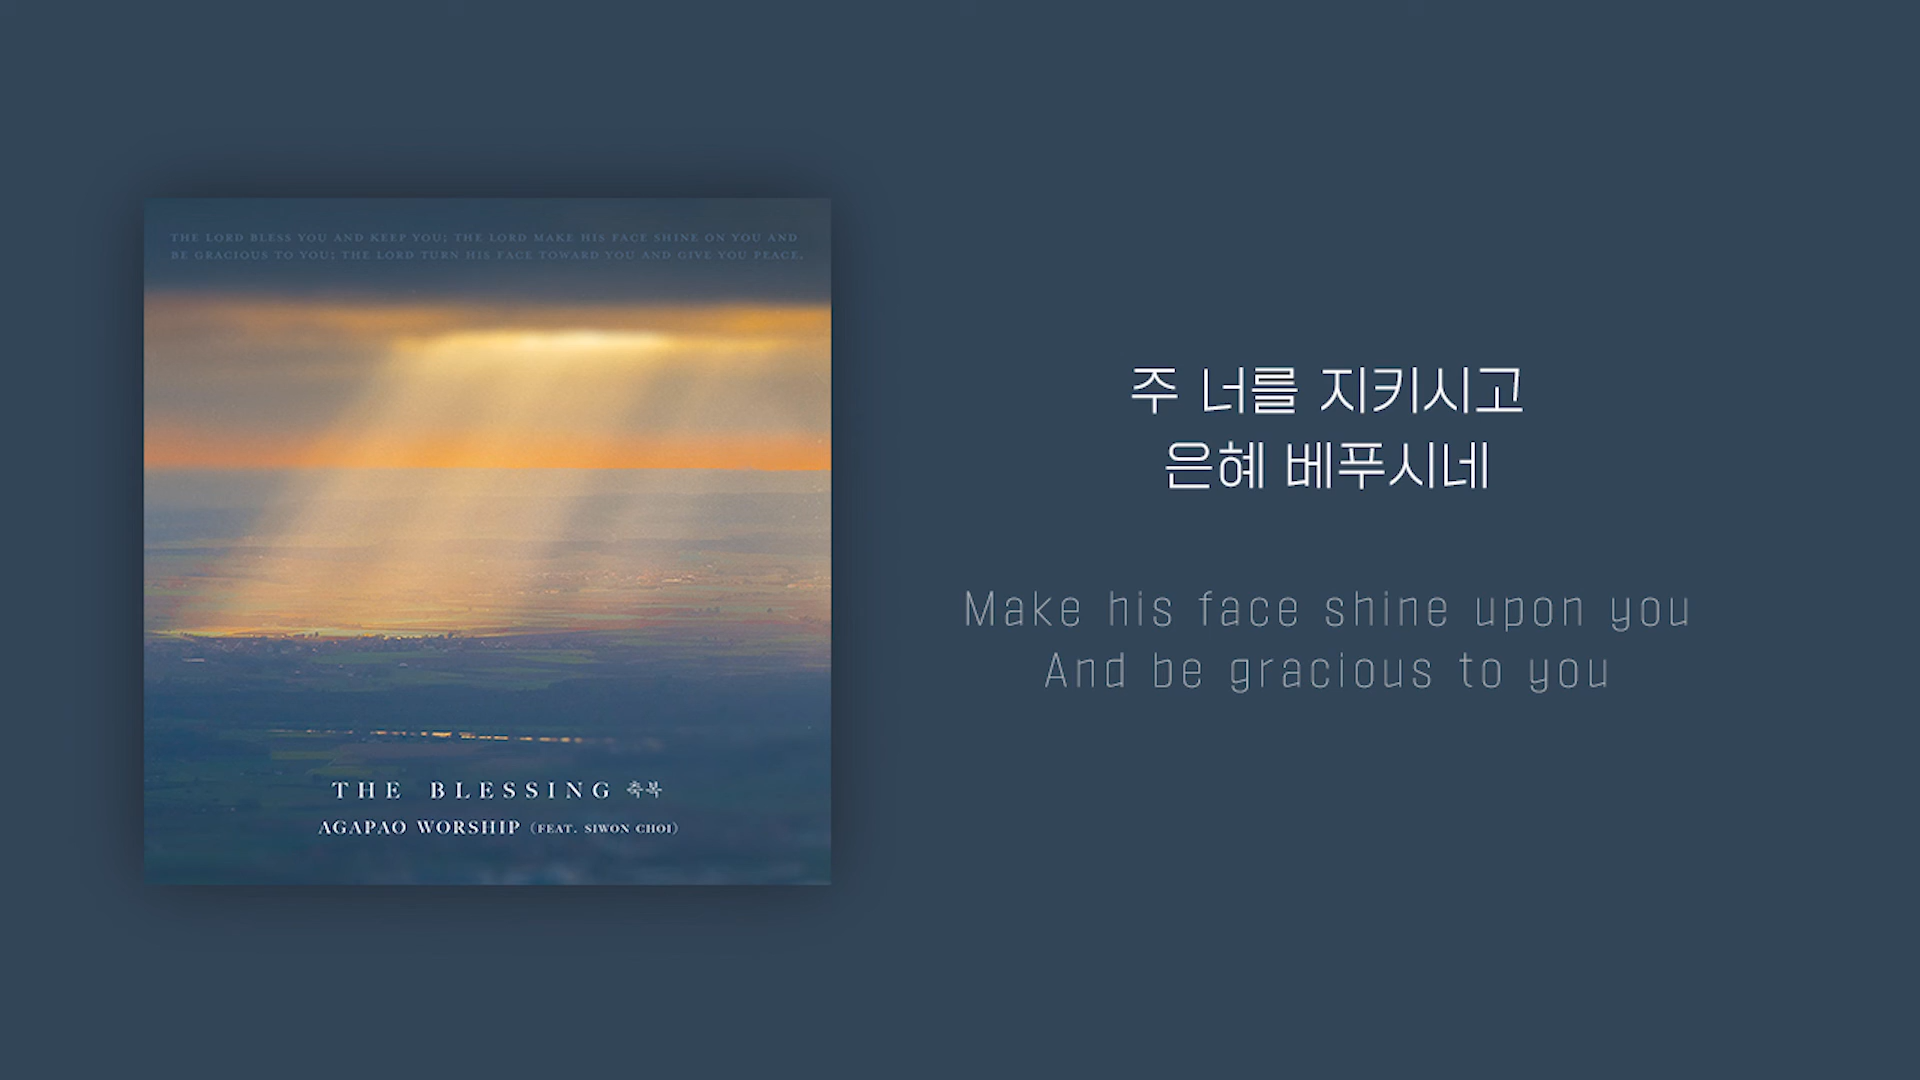 THE LORD BLESS YOU AND KEEP YOU; THE LORD MAKE HIS FACE SHINE ON YOU AND
BE GRACIOUS TO YOU; THE LORD TURN HIS FACE TOWARD YOU AND GIVE YOU PEACE.
THE BLESSING 축복
AGAPAO WORSHIP (FEAT. SIWON CHOI)
주 너를 지키시고
은혜 베푸시네
Make his face shine upon you
And be gracious to you